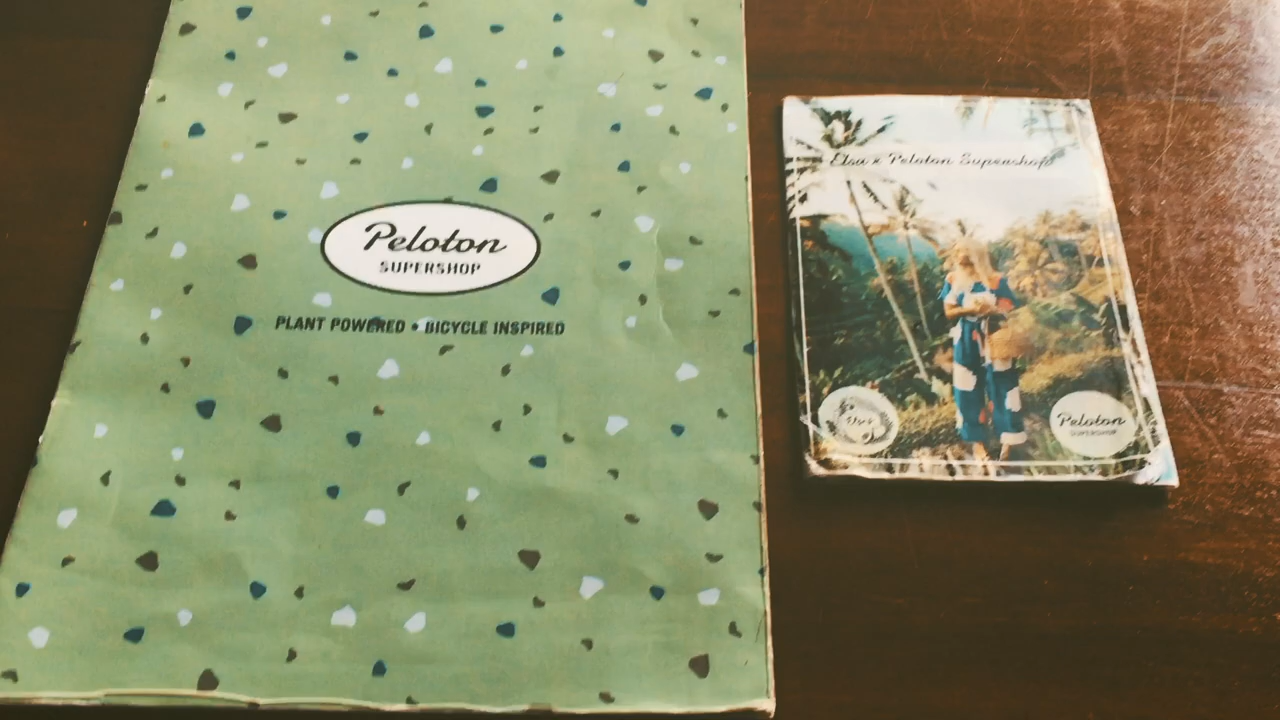 Peloton
SUPERSHOP
PLANT POWERED • BICYCLE INSPIRED
Elsa x Peloton Supershop
Peloton
SUPERSHOP